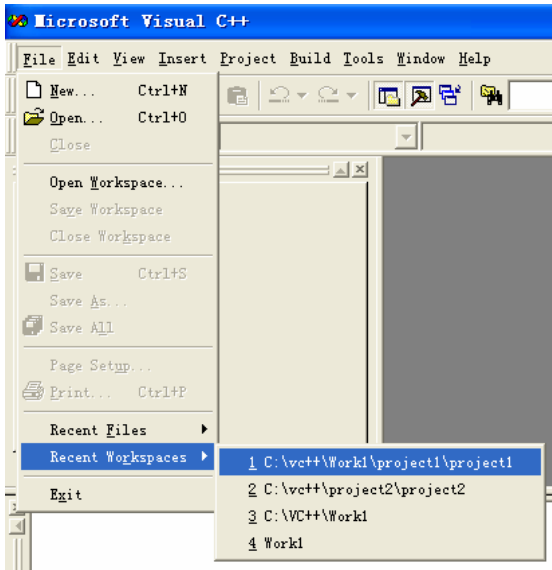 Microsoft Visual C++
File Edit View Insert Project Build Tools Window Help
New... Ctrl+N
Open... Ctrl+O
Close
Open Workspace...
Save Workspace
Close Workspace
Save Ctrl+S
Save As...
Save All
Page Setup...
Print... Ctrl+P
Recent Files
Recent Workspaces
1 C:\vc++\Work1\project1\project1
2 C:\vc++\project2\project2
3 C:\VC++\Work1
4 Work1
Exit